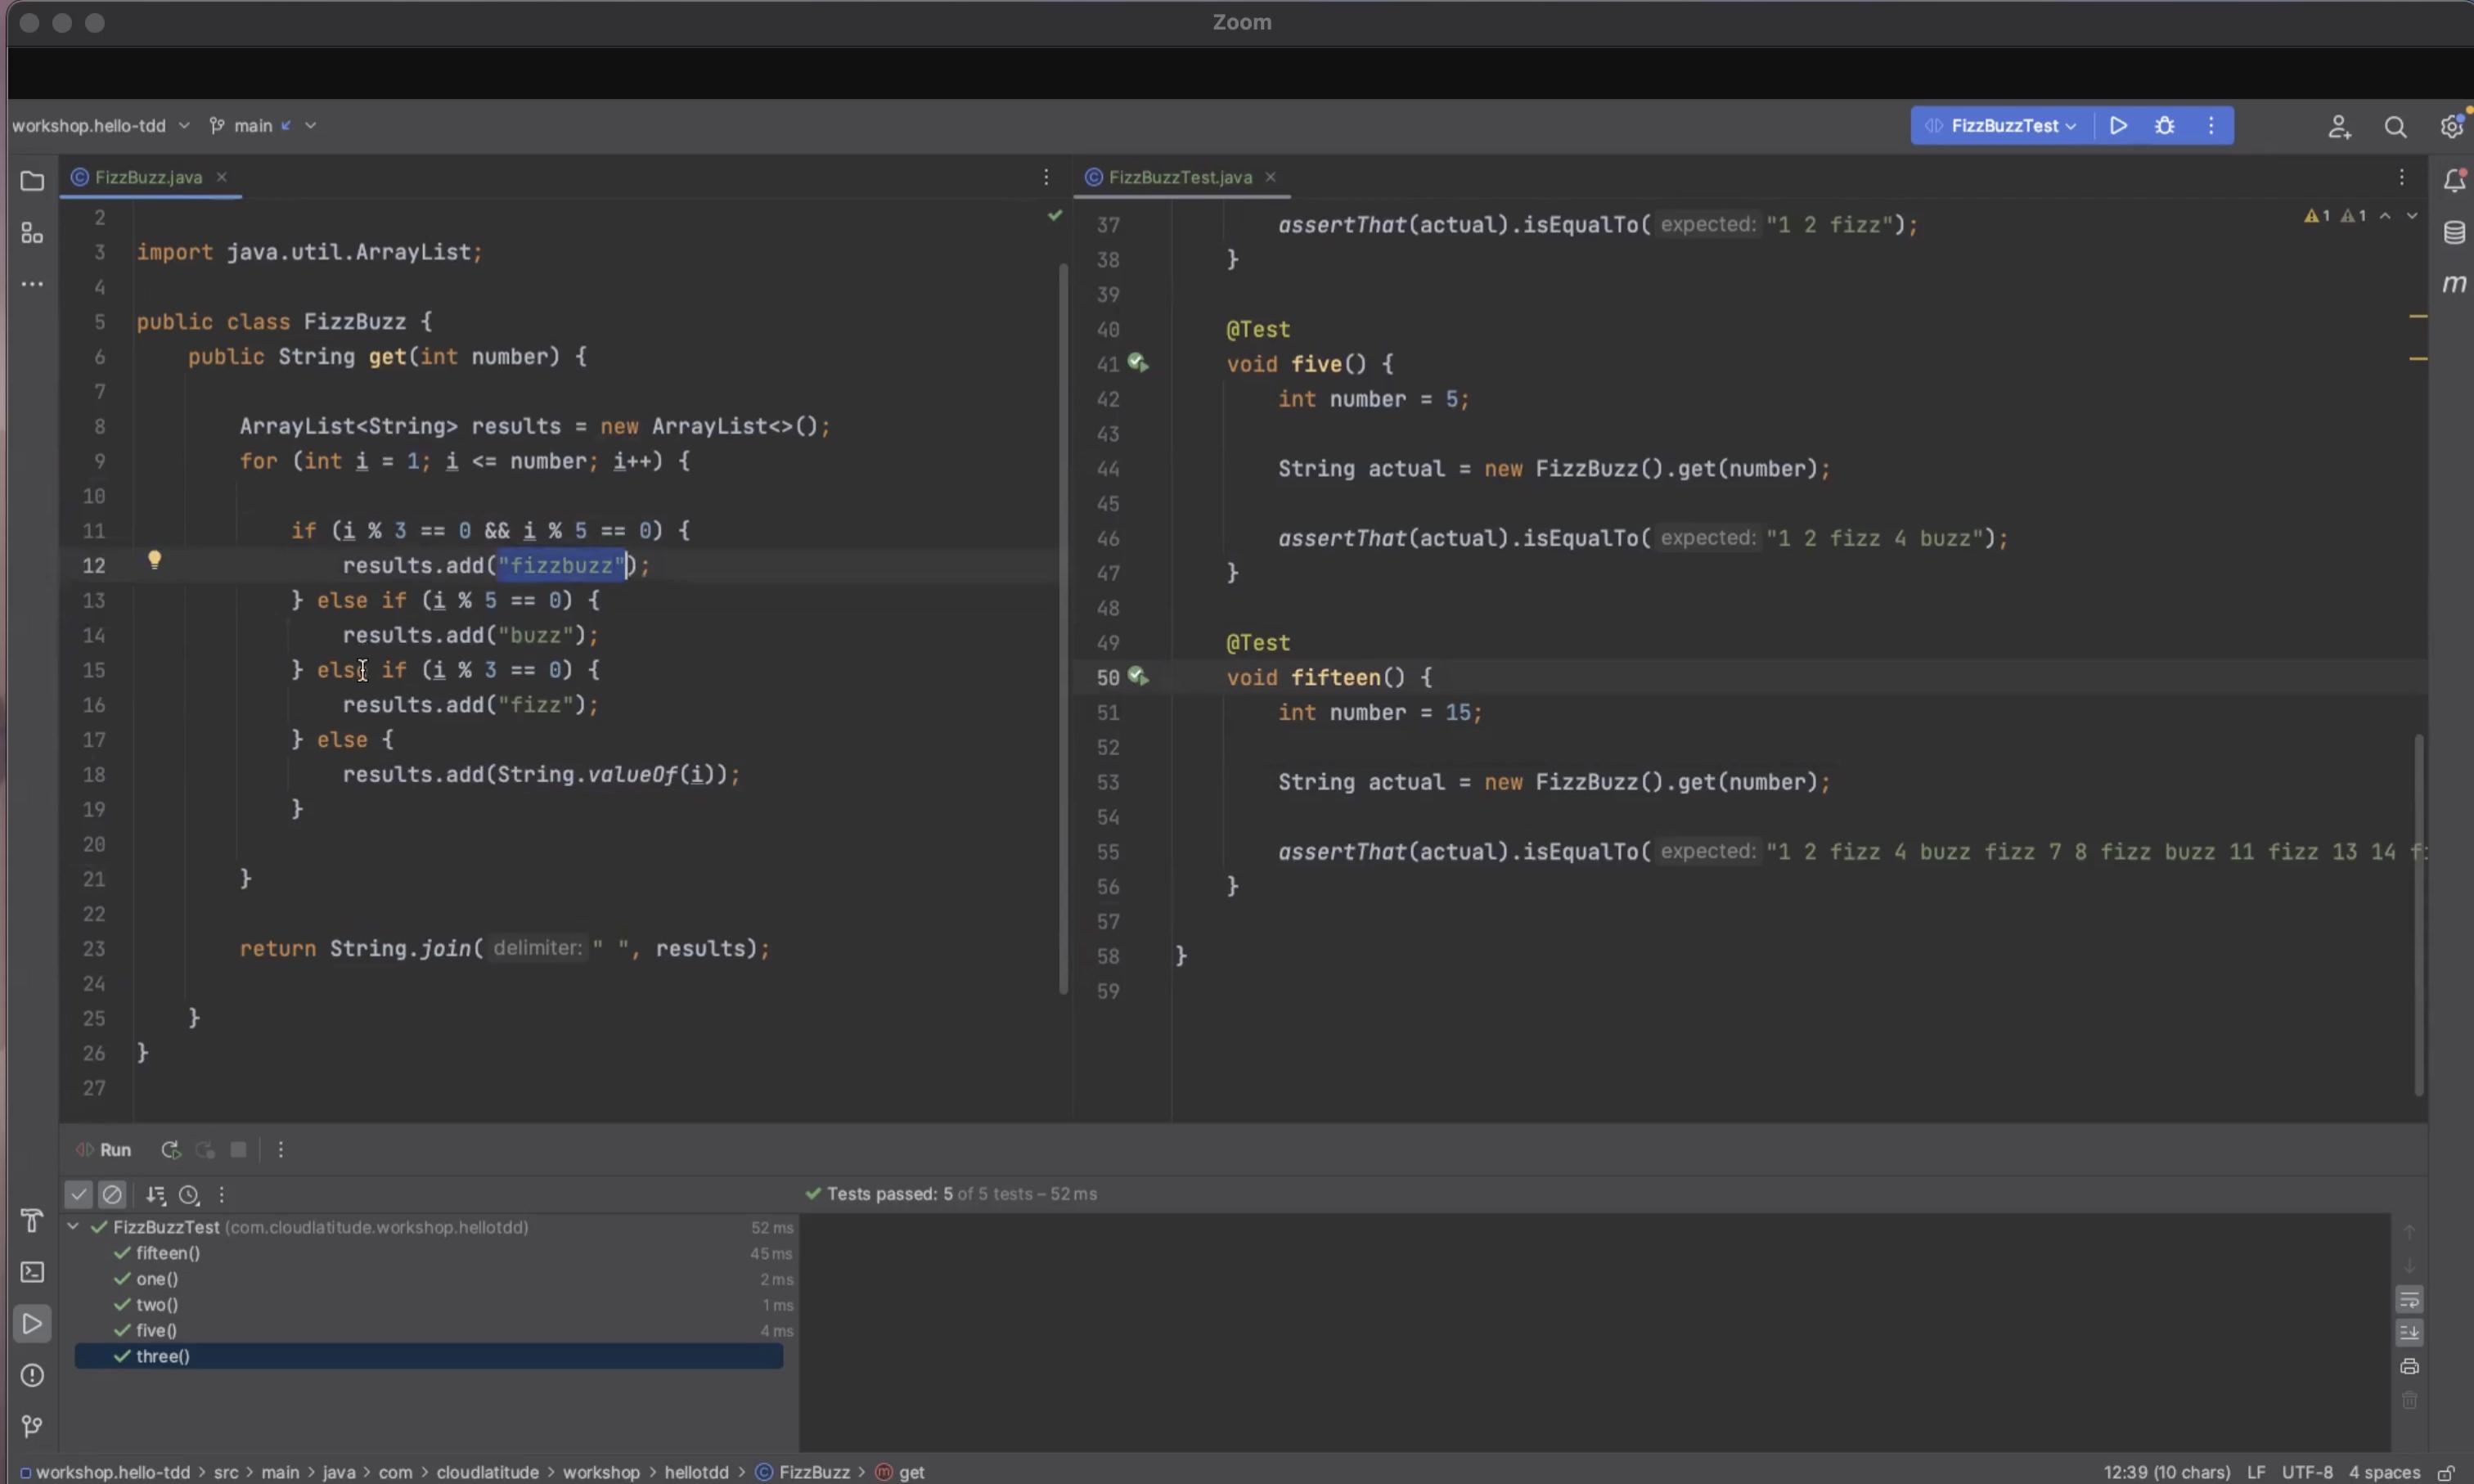 Zoom
workshop.hello-tdd main FizzBuzzTest
FizzBuzz.java
2
3 import java.util.ArrayList;
4
5 public class FizzBuzz {
6 public String get(int number) {
7
8 ArrayList<String> results = new ArrayList<>();
9 for (int i = 1; i <= number; i++) {
10
11 if (i % 3 == 0 && i % 5 == 0) {
12 results.add("fizzbuzz");
13 } else if (i % 5 == 0) {
14 results.add("buzz");
15 } else if (i % 3 == 0) {
16 results.add("fizz");
17 } else {
18 results.add(String.valueOf(i));
19 }
20
21 }
22
23 return String.join( delimiter: " ", results);
24
25 }
26 }
27
FizzBuzzTest.java
1 1
37 assertThat(actual).isEqualTo( expected: "1 2 fizz");
38 }
39
40 @Test
41 void five() {
42 int number = 5;
43
44 String actual = new FizzBuzz().get(number);
45
46 assertThat(actual).isEqualTo( expected: "1 2 fizz 4 buzz");
47 }
48
49 @Test
50 void fifteen() {
51 int number = 15;
52
53 String actual = new FizzBuzz().get(number);
54
55 assertThat(actual).isEqualTo( expected: "1 2 fizz 4 buzz fizz 7 8 fizz buzz 11 fizz 13 14
56 }
57
58 }
59
m
Run
Tests passed: 5 of 5 tests – 52 ms
FizzBuzzTest (com.cloudlatitude.workshop.hellotdd) 52 ms
fifteen() 45 ms
one() 2 ms
two() 1 ms
five() 4 ms
three()
workshop.hello-tdd > src > main > java > com > cloudlatitude > workshop > hellotdd > FizzBuzz > get 12:39 (10 chars) LF UTF-8 4 spaces